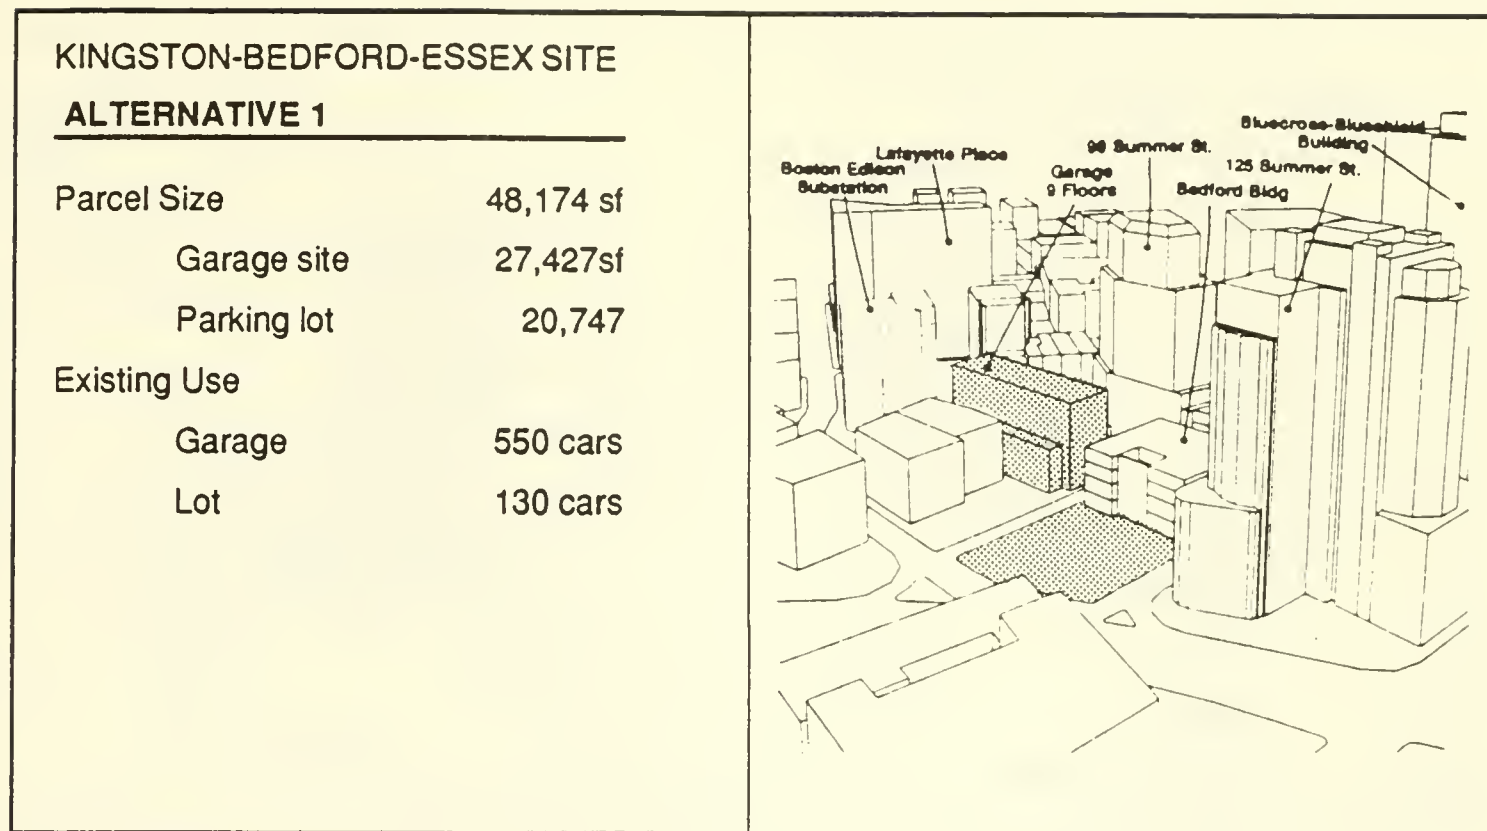 KINGSTON-BEDFORD-ESSEX SITE
ALTERNATIVE 1
Parcel Size 48,174 sf
Garage site 27,427sf
Parking lot 20,747
Existing Use
Garage 550 cars
Lot 130 cars
Bluecross-Blueshield
Building
99 Summer St.
125 Summer St.
Lafayette Place
Boston Edison
Substation
Garage
9 Floors
Bedford Bldg